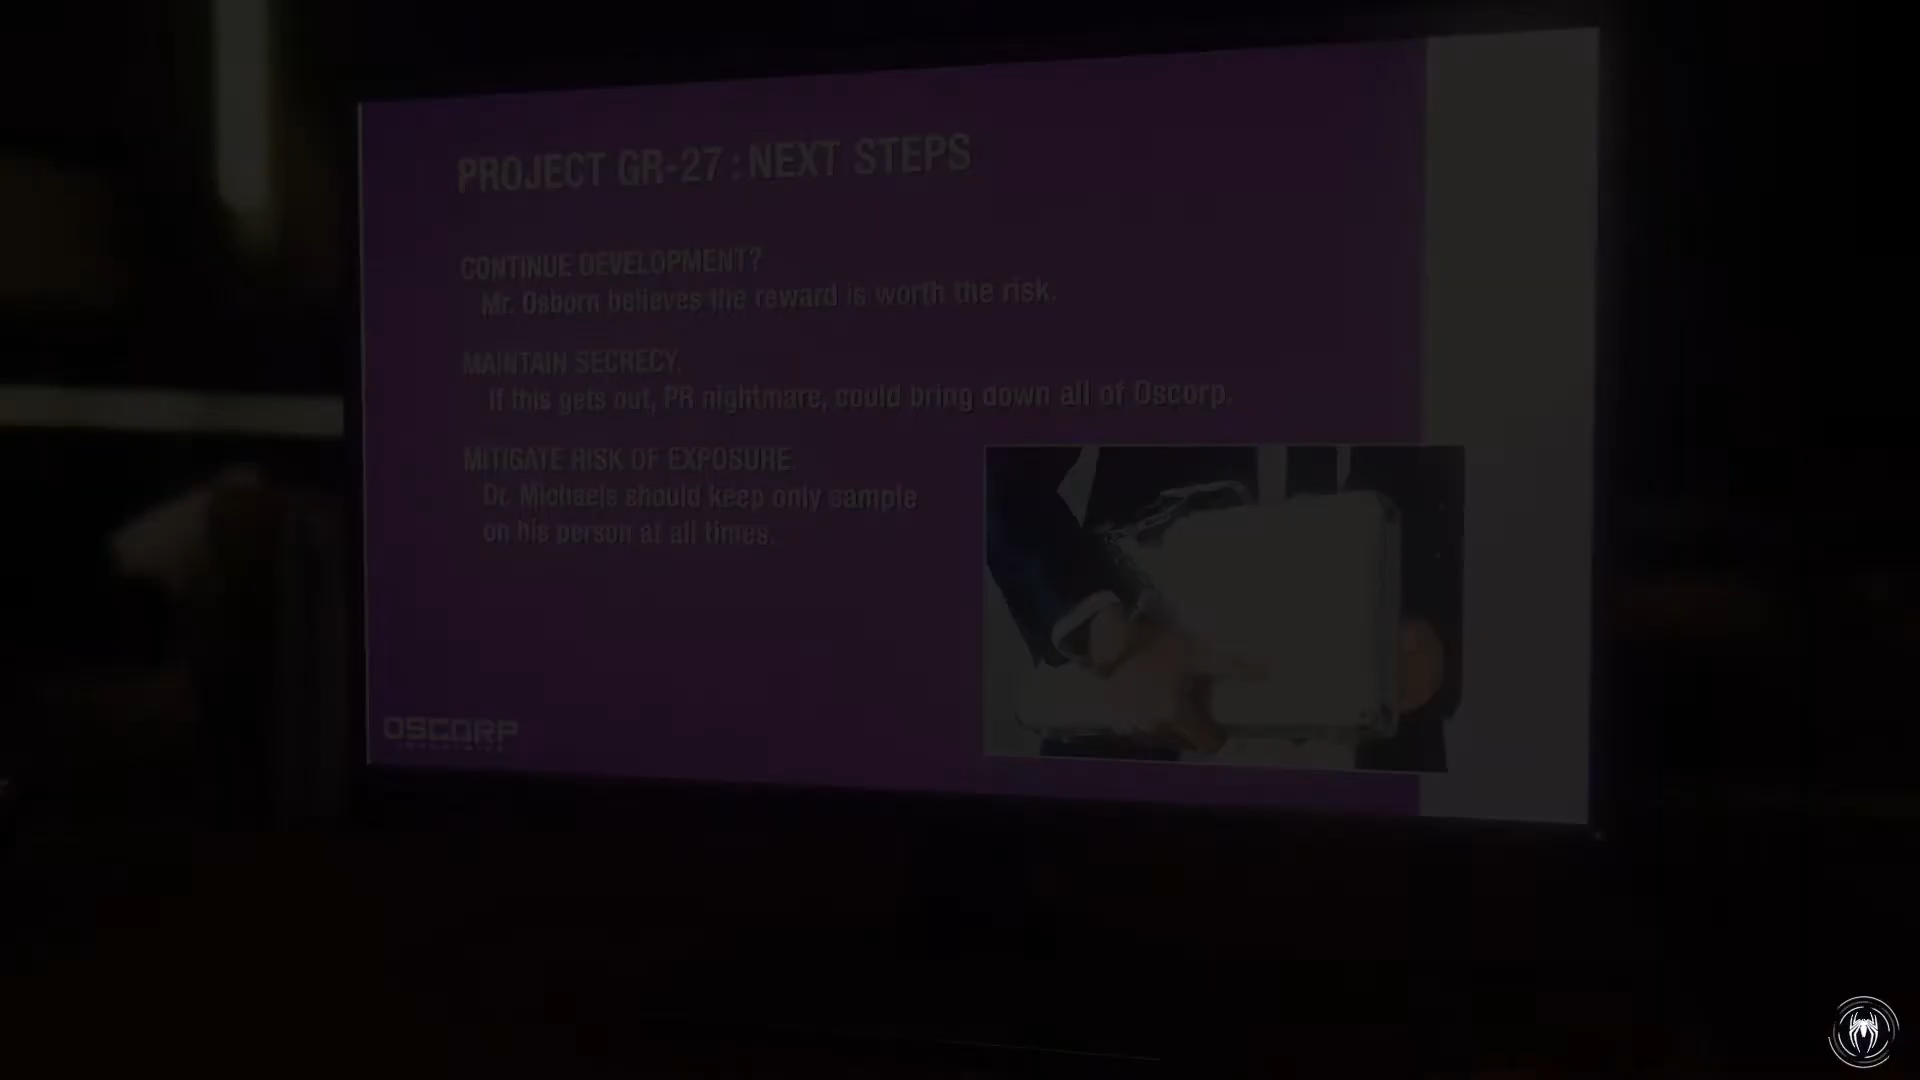 PROJECT GR-27 : NEXT STEPS
CONTINUE DEVELOPMENT?
Mr. Osborn believes the reward is worth the risk.
MAINTAIN SECRECY.
If this gets out, PR nightmare, could bring down all of Oscorp.
MITIGATE RISK OF EXPOSURE.
Dr. Michaels should keep only sample
on his person at all times.
OSCORP
INDUSTRIES